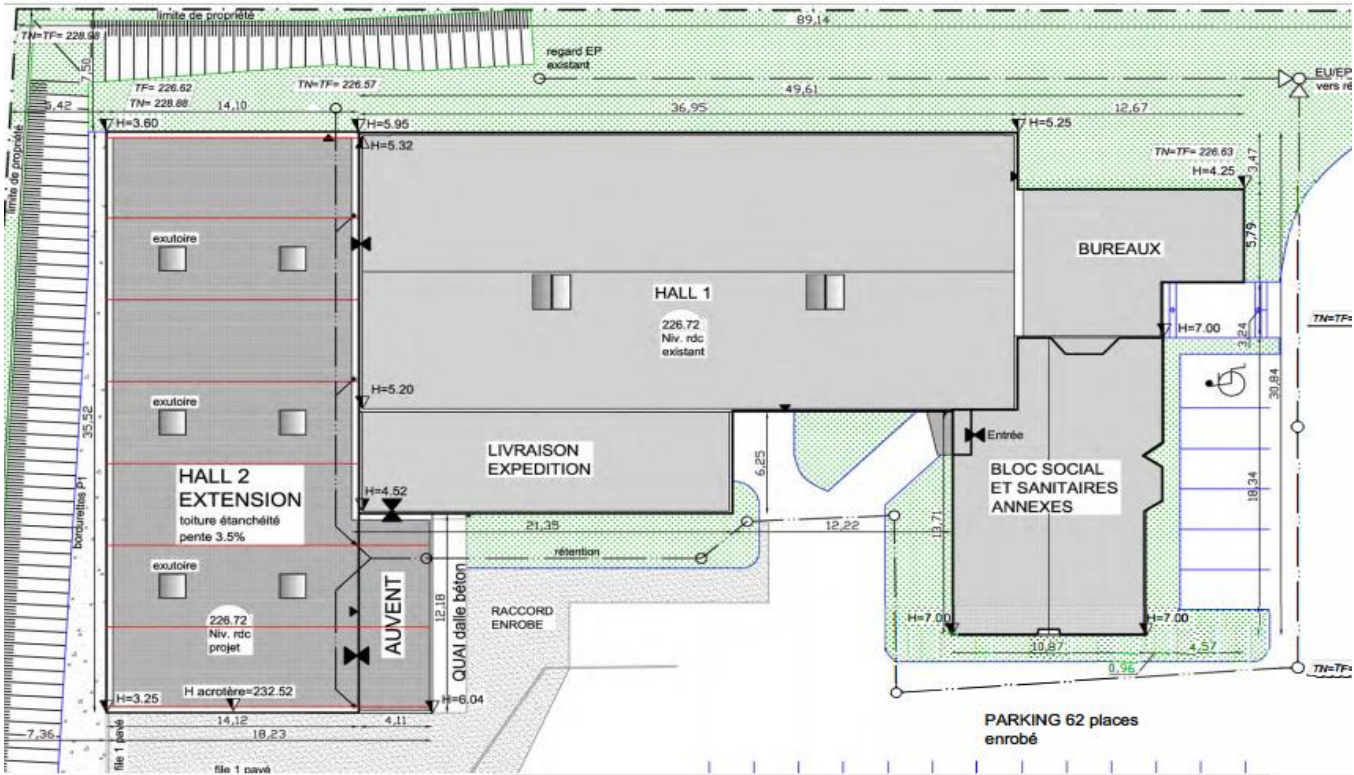 limite de propriété
89,14
TN=TF= 228.98
7,50
regard EP
existant
EU/EP
vers ré
TF= 226.62
TN= 228.88
TN=TF= 226.57
49,61
5,42
14,10
36,95
12,67
H=3.60
H=5.95
H=5.25
H=5.32
TN=TF= 226.63
3,47
H=4.25
limite de propriété
exutoire
BUREAUX
5,79
HALL 1
226.72
Niv. rdc
existant
H=7.00
3,24
TN=TF=
H=5.20
30,84
exutoire
35,52
Entrée
LIVRAISON
EXPEDITION
6,25
HALL 2
EXTENSION
toiture étanchéité
pente 3.5%
BLOC SOCIAL
ET SANITAIRES
ANNEXES
H=4.52
18,34
bordurettes P1
21,35
12,22
13,71
rétention
exutoire
AUVENT
12,18
QUAI dalle béton
RACCORD
ENROBE
226.72
Niv. rdc
projet
H=7.00
H=7.00
10,87
4,57
0,96
TN=TF=
H acrotère=232.52
H=3.25
H=6.04
14,12
4,11
7,36
18,23
PARKING 62 places
enrobé
file 1 pavé
file 1 pavé